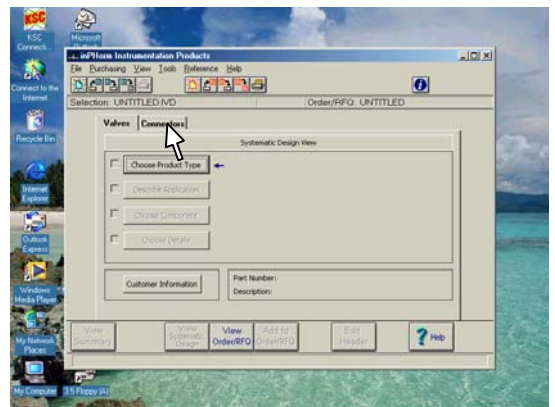 KSC
KSC
Connect...
Microsoft
Outlook
Connect to the
Internet
Recycle Bin
Internet
Explorer
Outlook
Express
Windows
Media Player
My Network
Places
My Computer
3.5 Floppy (A)
inPHorm Instrumentation Products
File Purchasing View Tools Reference Help
Selection: UNTITLED.IVD
Order/RFQ: UNTITLED
Valves Connectors
Systematic Design View
Choose Product Type
Describe Application
Choose Component
Choose Details
Customer Information
Part Number:
Description:
View
Summary
View
Systematic
Design
View
Order/RFQ
Add to
Order/RFQ
Edit
Header
? Help